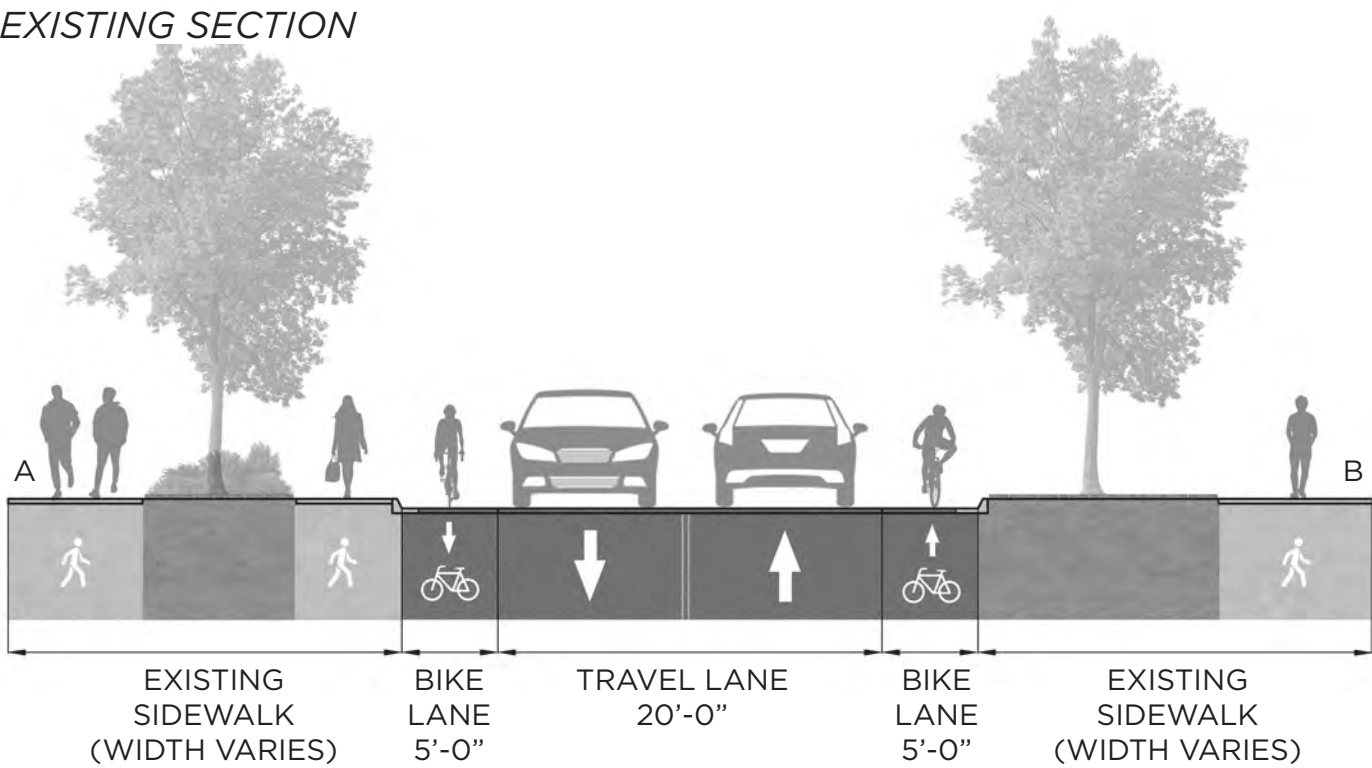 EXISTING SECTION
A
B
EXISTING
SIDEWALK
(WIDTH VARIES)
BIKE
LANE
5'-0”
TRAVEL LANE
20'-0”
BIKE
LANE
5'-0”
EXISTING
SIDEWALK
(WIDTH VARIES)